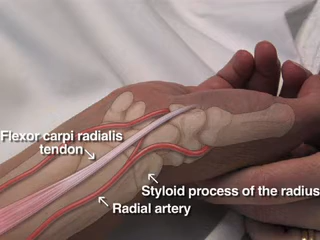 Flexor carpi radialis
tendon
Styloid process of the radius
Radial artery